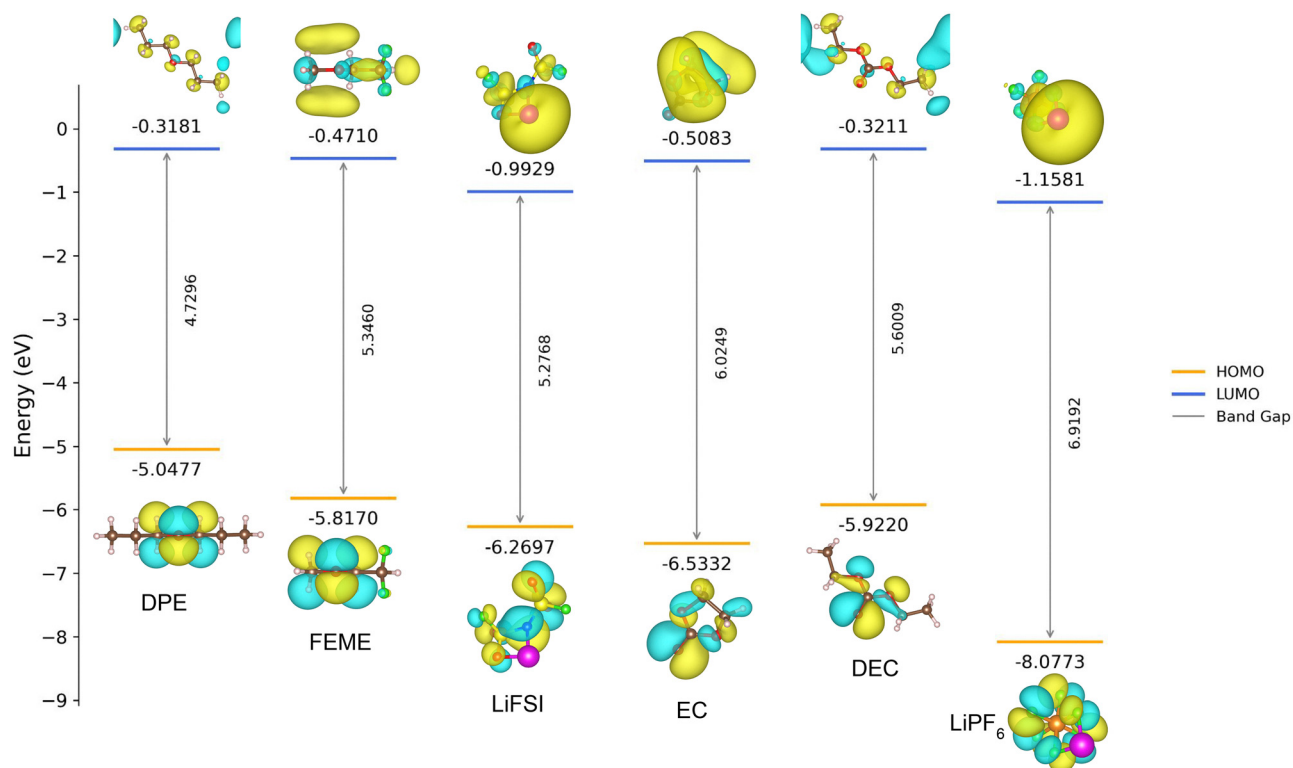 -0.3181
-0.4710
-0.9929
-0.5083
-0.3211
-1.1581
Energy (eV)
0
−1
−2
−3
−4
−5
−6
−7
−8
−9
4.7296
5.3460
5.2768
6.0249
5.6009
6.9192
HOMO
LUMO
Band Gap
-5.0477
-5.8170
-6.2697
-6.5332
-5.9220
-8.0773
DPE
FEME
LiFSI
EC
DEC
LiPF₆